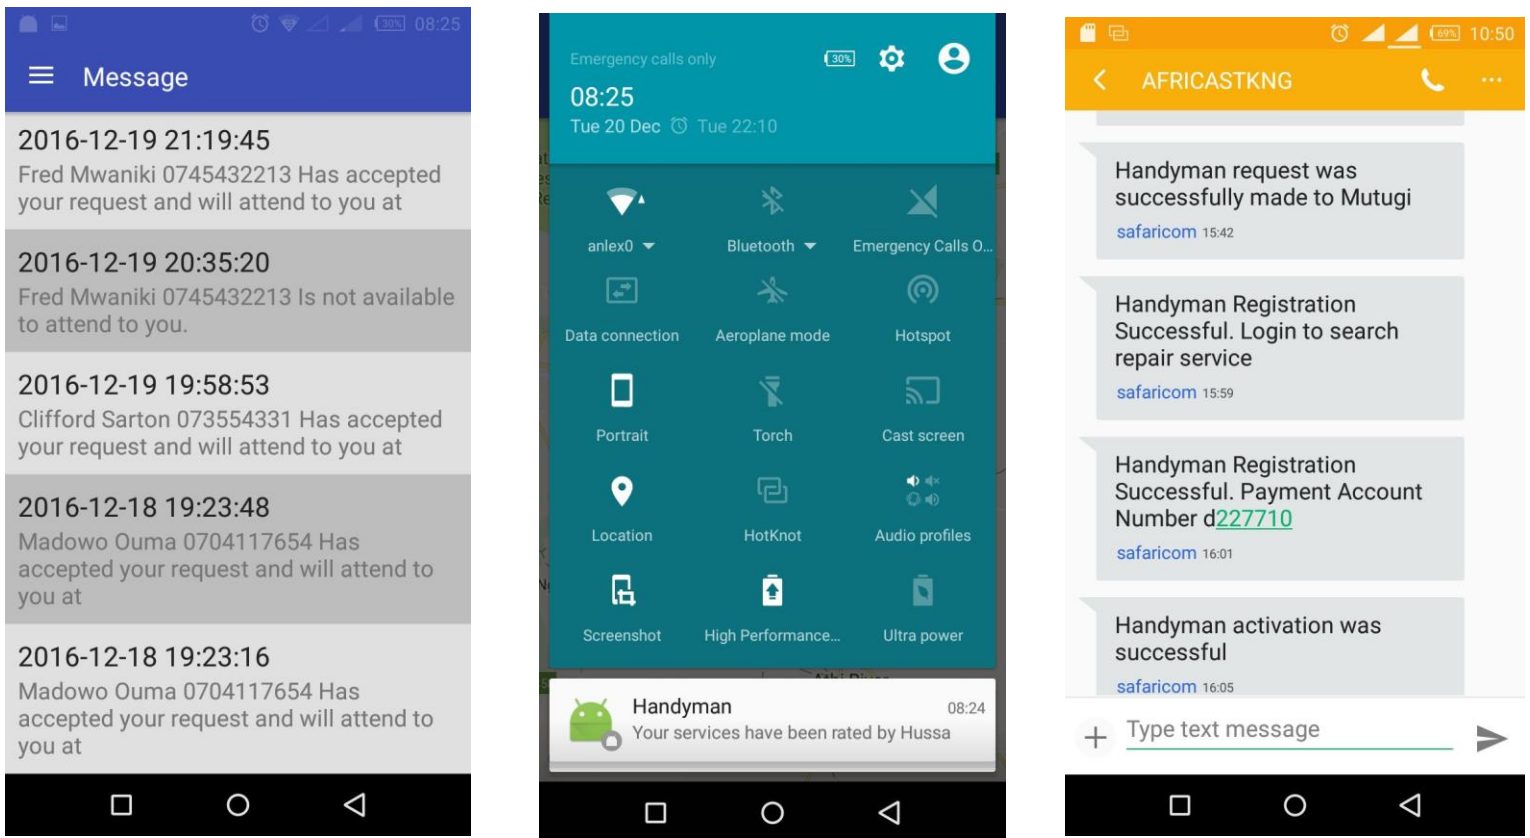 30% 08:25
Message
2016-12-19 21:19:45
Fred Mwaniki 0745432213 Has accepted
your request and will attend to you at
2016-12-19 20:35:20
Fred Mwaniki 0745432213 Is not available
to attend to you.
2016-12-19 19:58:53
Clifford Sarton 073554331 Has accepted
your request and will attend to you at
2016-12-18 19:23:48
Madowo Ouma 0704117654 Has
accepted your request and will attend to
you at
2016-12-18 19:23:16
Madowo Ouma 0704117654 Has
accepted your request and will attend to
you at
Emergency calls only 30%
08:25
Tue 20 Dec Tue 22:10
anlex0 Bluetooth Emergency Calls O...
Data connection Aeroplane mode Hotspot
Portrait Torch Cast screen
Location HotKnot Audio profiles
Screenshot High Performance... Ultra power
Handyman 08:24
Your services have been rated by Hussa
69% 10:50
AFRICASTKNG
Handyman request was
successfully made to Mutugi
safaricom 15:42
Handyman Registration
Successful. Login to search
repair service
safaricom 15:59
Handyman Registration
Successful. Payment Account
Number d227710
safaricom 16:01
Handyman activation was
successful
safaricom 16:05
Type text message